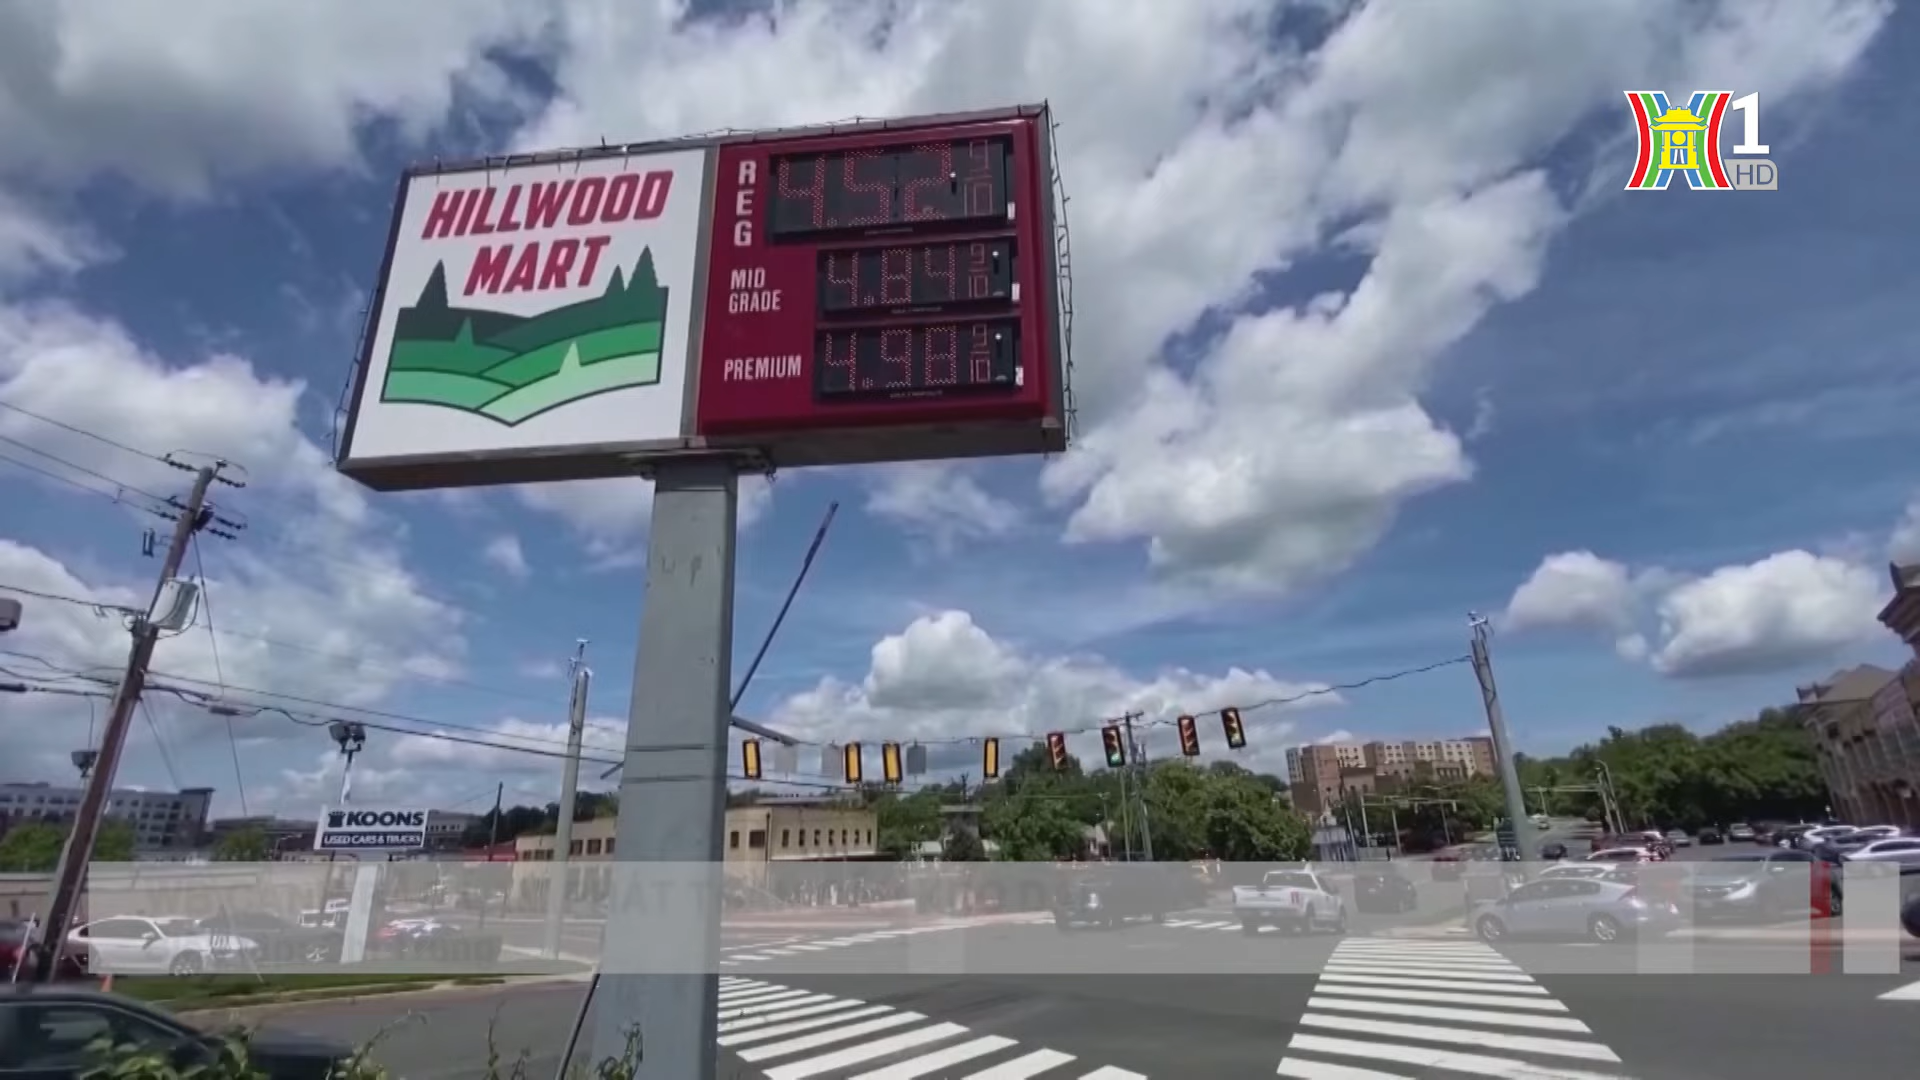 HILLWOOD
MART
REG
4.52 9/10
MID
GRADE
4.84 9/10
PREMIUM
4.98 9/10
1
HD
KOONS
USED CARS & TRUCKS